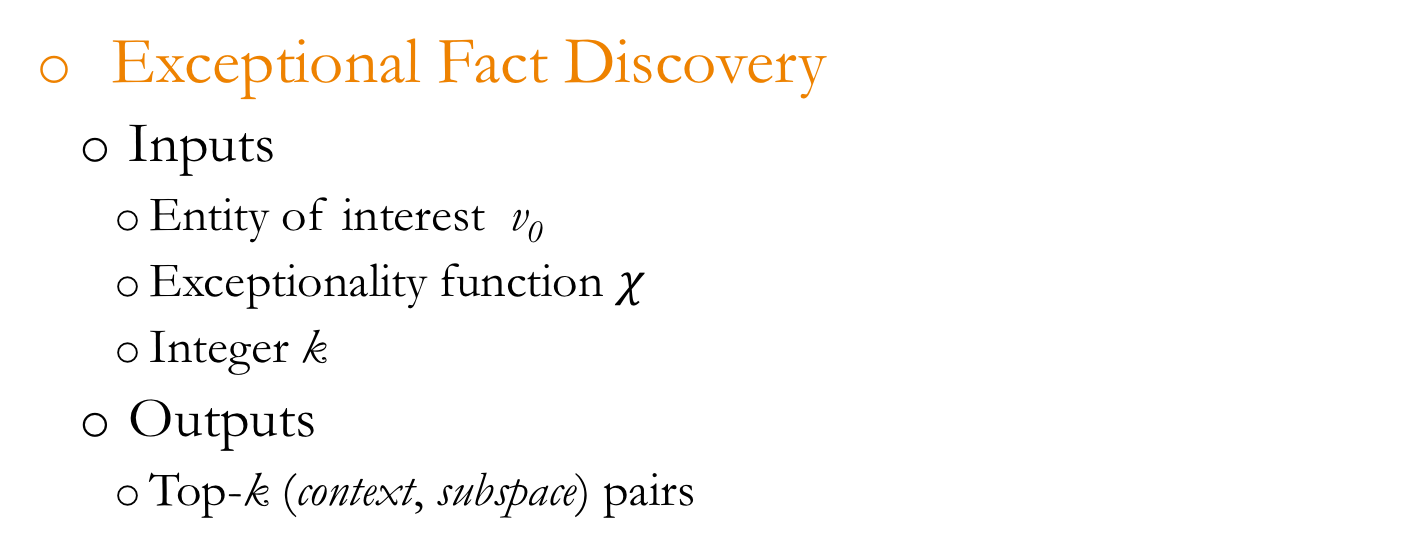 ○ Exceptional Fact Discovery
○ Inputs
○ Entity of interest v₀
○ Exceptionality function χ
○ Integer k
○ Outputs
○ Top-k (context, subspace) pairs